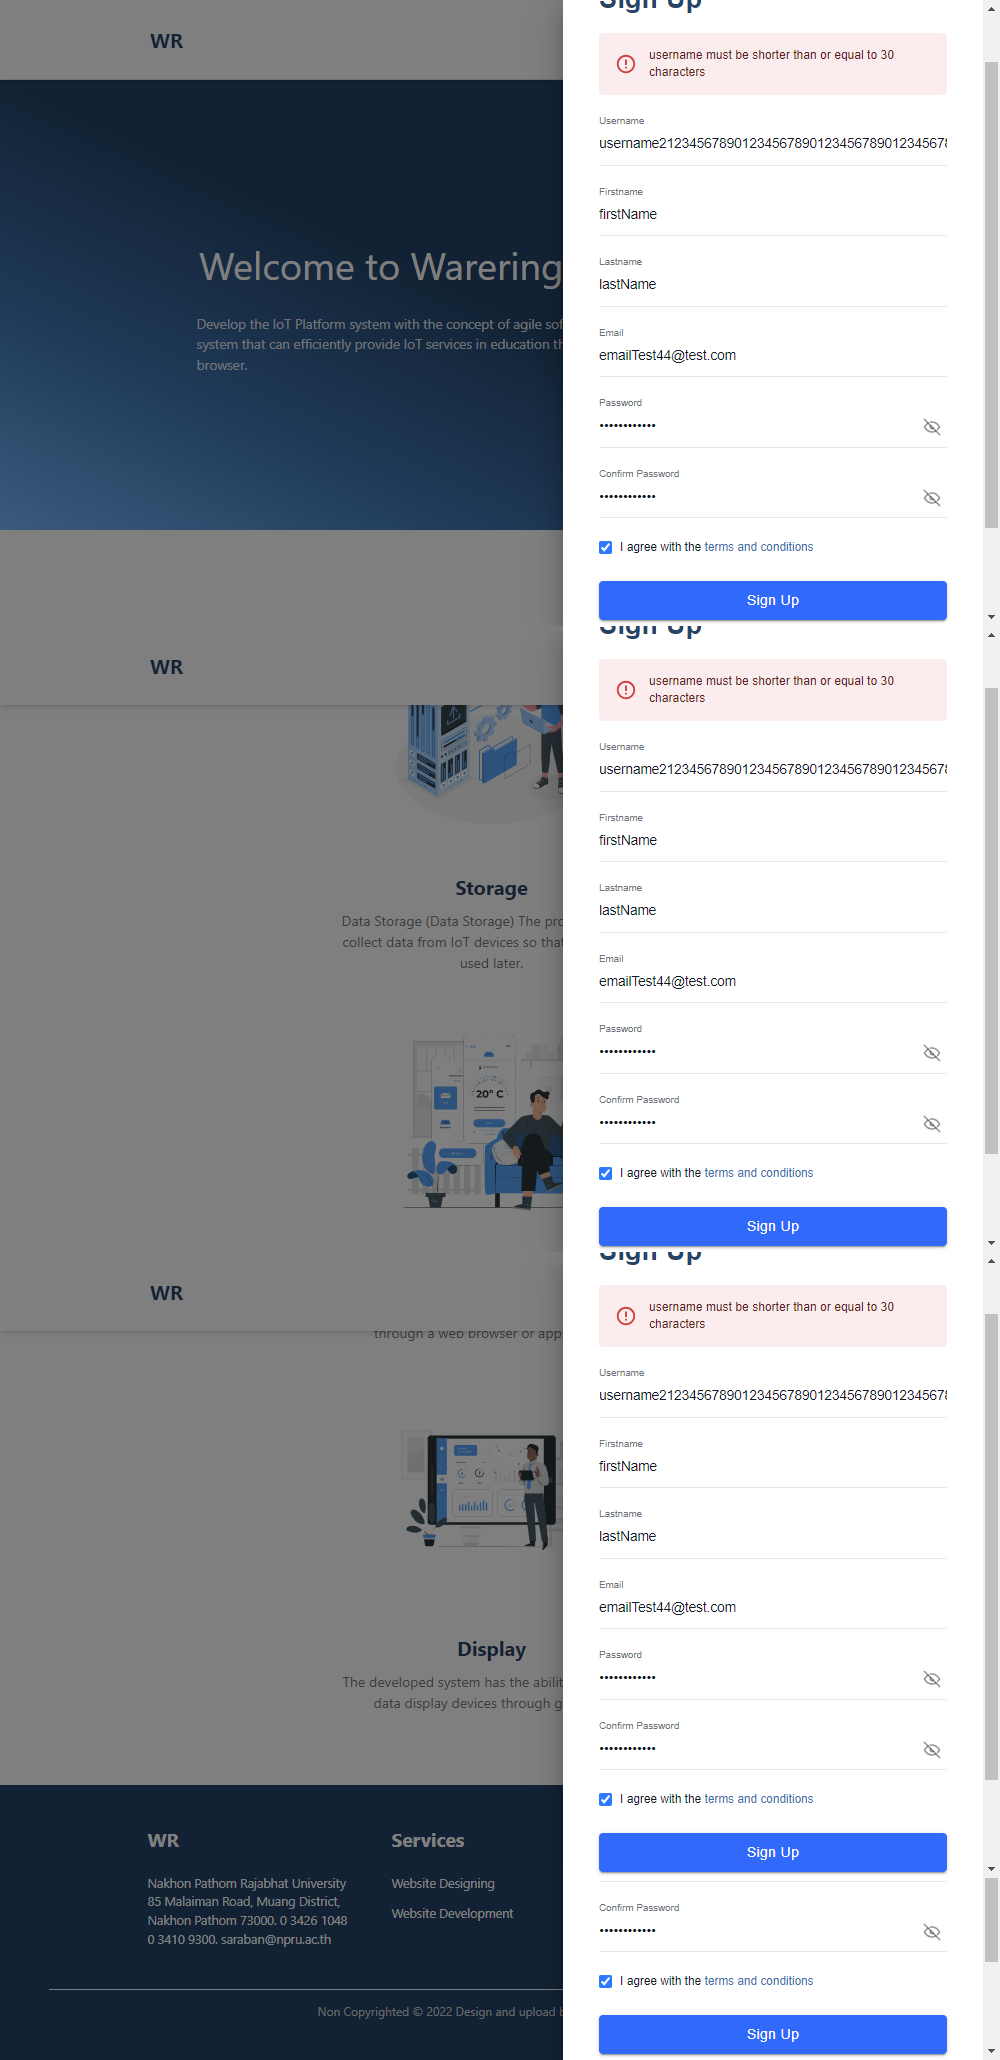 WR
Welcome to Warering
Develop the IoT Platform system with the concept of agile
system that can efficiently provide IoT services in education
browser.
Sign Up
username must be shorter than or equal to 30
characters
Username
username21234567890123456789012345678901234567
Firstname
firstName
Lastname
lastName
Email
emailTest44@test.com
Password
••••••••••••
Confirm Password
••••••••••••
I agree with the terms and conditions
Sign Up
WR
Storage
Data Storage (Data Storage) The
collect data from IoT devices so that
used later.
20° C
Sign Up
username must be shorter than or equal to 30
characters
Username
username21234567890123456789012345678901234567
Firstname
firstName
Lastname
lastName
Email
emailTest44@test.com
Password
••••••••••••
Confirm Password
••••••••••••
I agree with the terms and conditions
Sign Up
WR
through a web browser or
Display
The developed system has the
data display devices through
Sign Up
username must be shorter than or equal to 30
characters
Username
username21234567890123456789012345678901234567
Firstname
firstName
Lastname
lastName
Email
emailTest44@test.com
Password
••••••••••••
Confirm Password
••••••••••••
I agree with the terms and conditions
Sign Up
WR
Nakhon Pathom Rajabhat University
85 Malaiman Road, Muang District,
Nakhon Pathom 73000. 0 3426 1048
0 3410 9300. saraban@npru.ac.th
Services
Website Designing
Website Development
Non Copyrighted © 2022 Design and upload
Confirm Password
••••••••••••
I agree with the terms and conditions
Sign Up